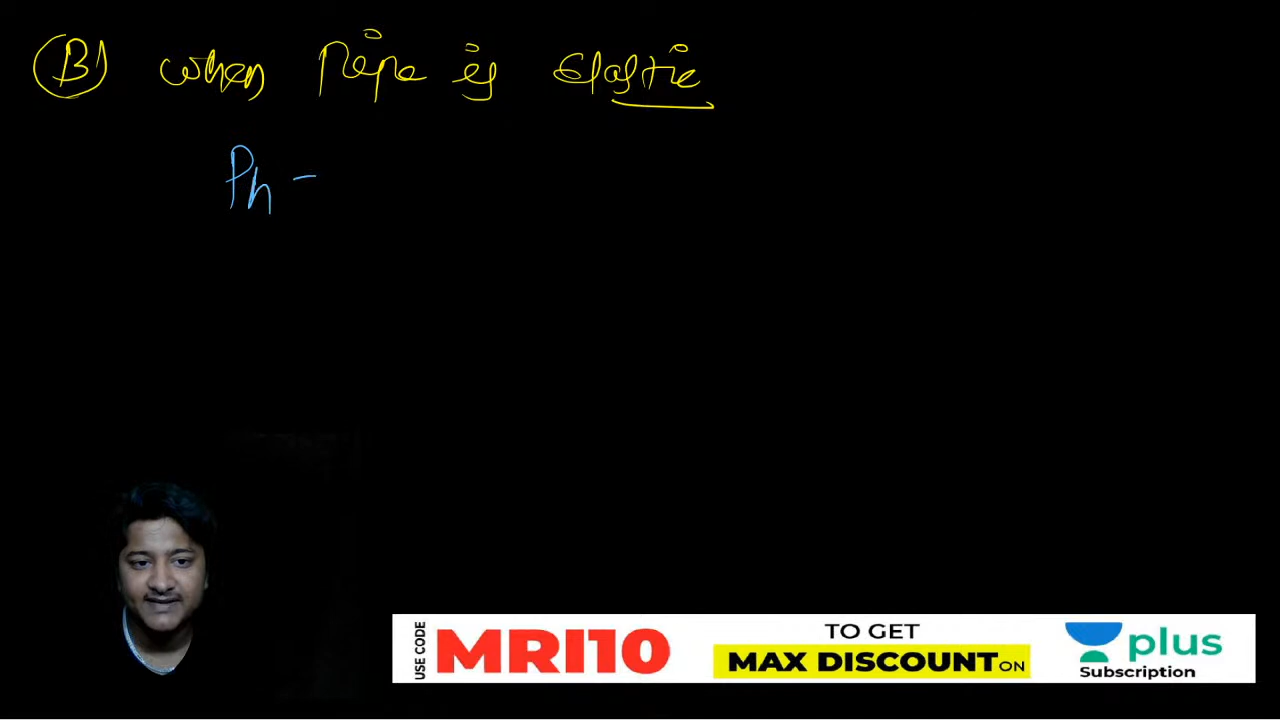 (B) when Pipe is Elastic
Ph -
USE CODE
MRI10
TO GET
MAX DISCOUNT ON
plus
Subscription